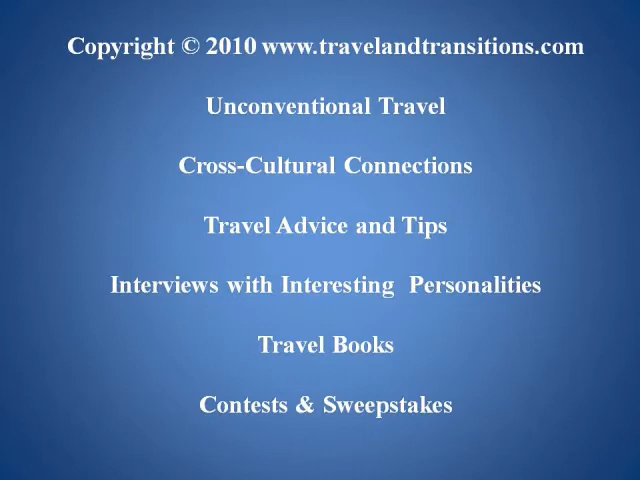 Copyright © 2010 www.travelandtransitions.com
Unconventional Travel
Cross-Cultural Connections
Travel Advice and Tips
Interviews with Interesting Personalities
Travel Books
Contests & Sweepstakes